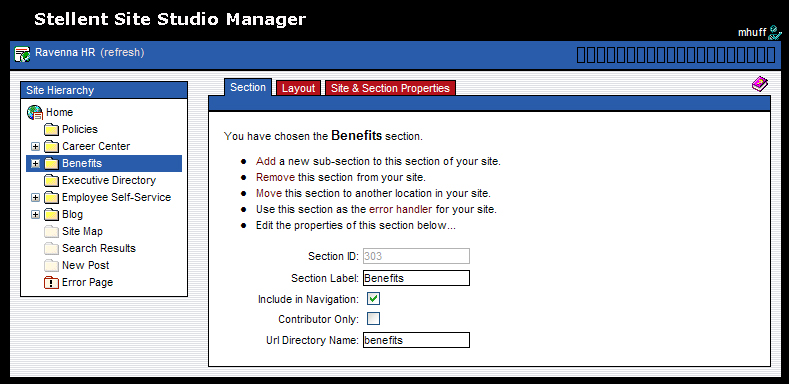 Stellent Site Studio Manager
mhuff
Ravenna HR (refresh)
Site Hierarchy
Home
Policies
Career Center
Benefits
Executive Directory
Employee Self-Service
Blog
Site Map
Search Results
New Post
Error Page
Section Layout Site & Section Properties
You have chosen the Benefits section.
Add a new sub-section to this section of your site.
Remove this section from your site.
Move this section to another location in your site.
Use this section as the error handler for your site.
Edit the properties of this section below...
Section ID: 303
Section Label: Benefits
Include in Navigation:
Contributor Only:
Url Directory Name: benefits